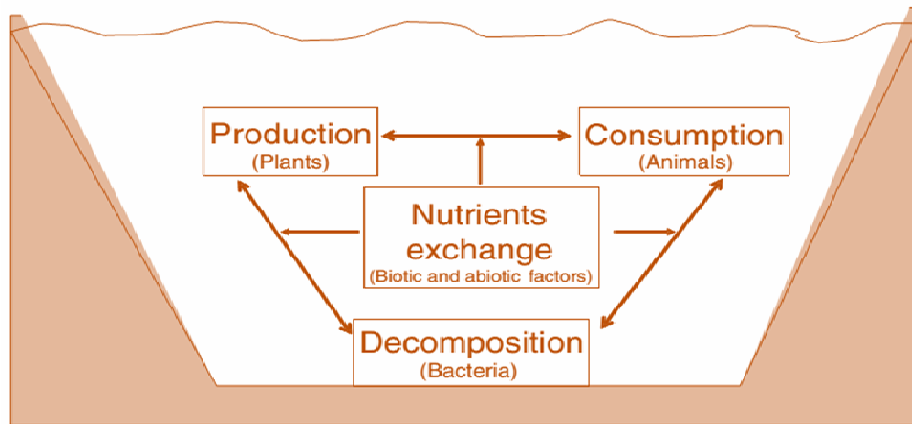 Production
(Plants)
Consumption
(Animals)
Nutrients
exchange
(Biotic and abiotic factors)
Decomposition
(Bacteria)